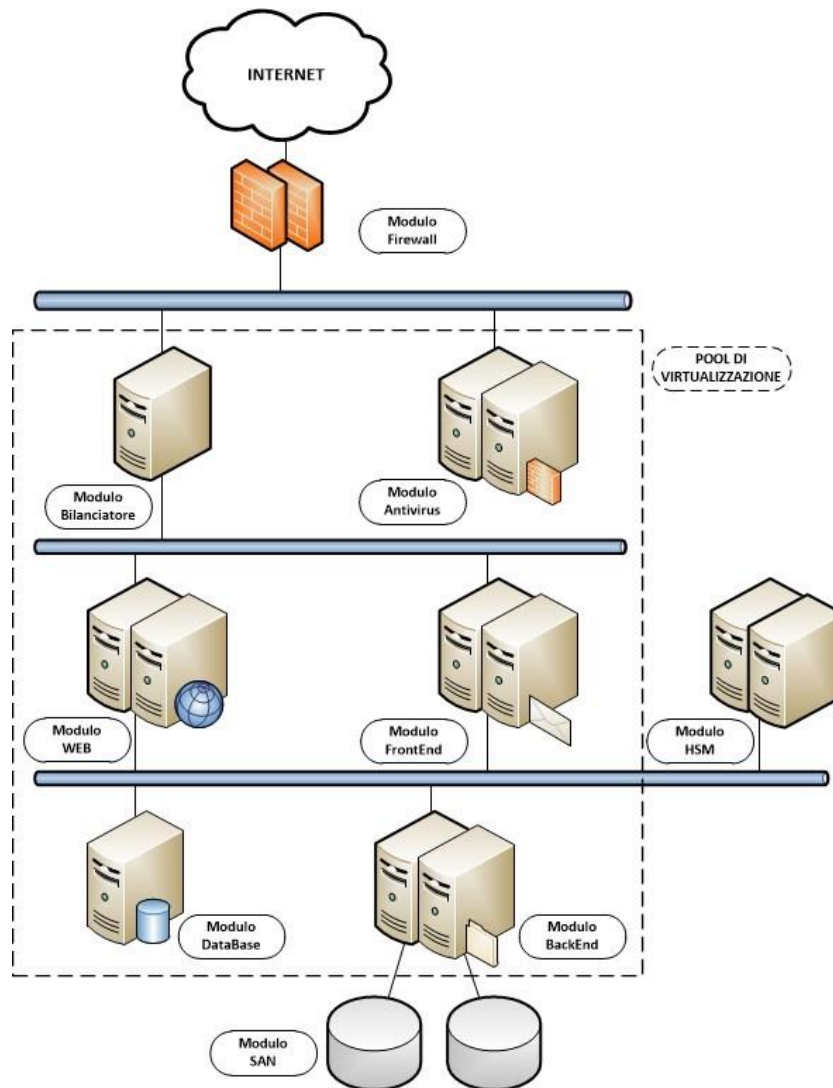 INTERNET
Modulo
Firewall
POOL DI
VIRTUALIZZAZIONE
Modulo
Bilanciatore
Modulo
Antivirus
Modulo
WEB
Modulo
FrontEnd
Modulo
HSM
Modulo
DataBase
Modulo
BackEnd
Modulo
SAN